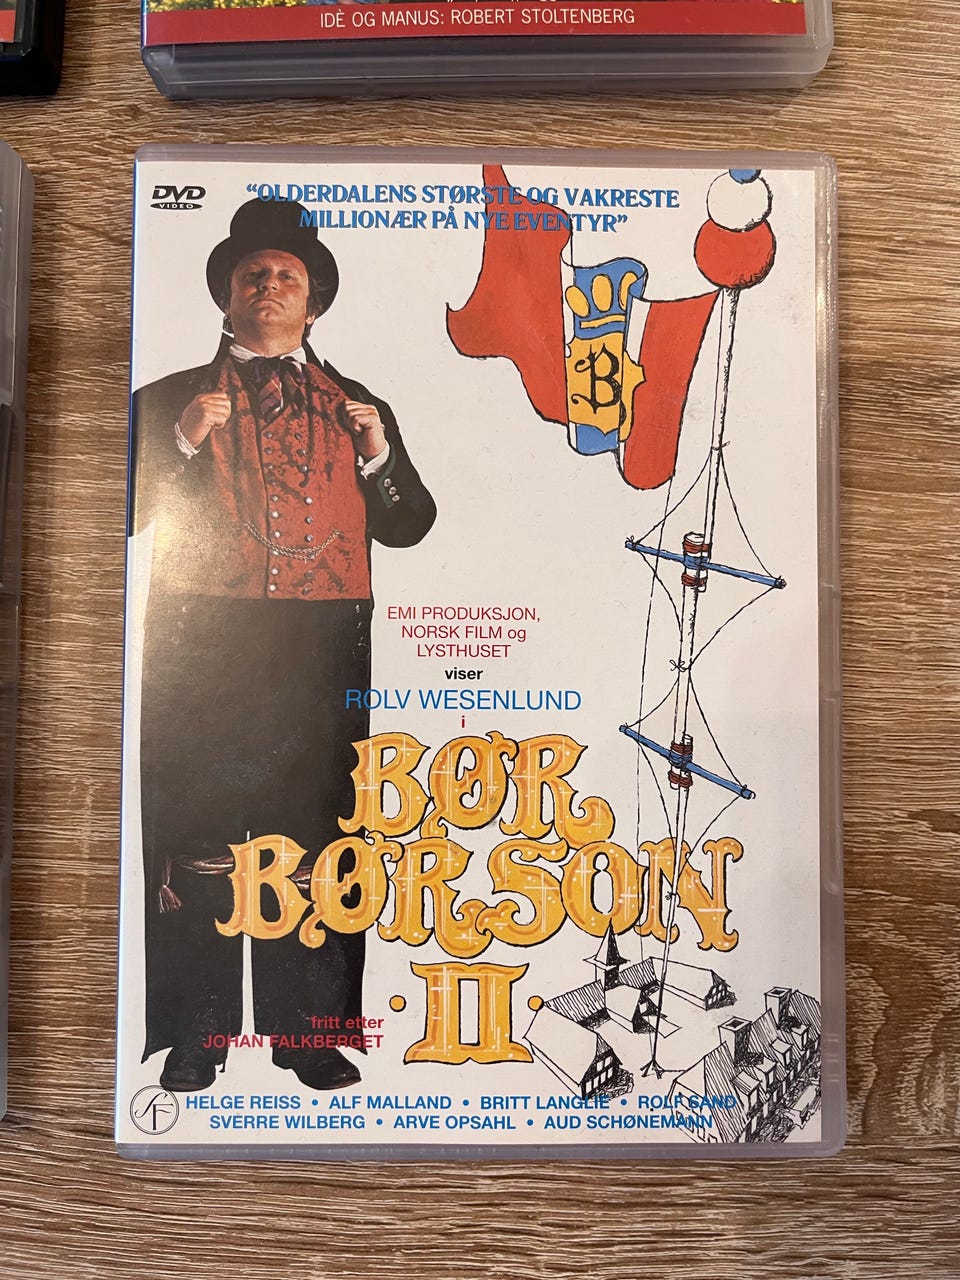 IDÈ OG MANUS: ROBERT STOLTENBERG
DVD
VIDEO
"OLDERDALENS STØRSTE OG VAKRESTE
MILLIONÆR PÅ NYE EVENTYR"
B
EMI PRODUKSJON,
NORSK FILM og
LYSTHUSET
viser
ROLV WESENLUND
i
BØR
BØRSON
·II·
fritt etter
JOHAN FALKBERGET
SF
HELGE REISS • ALF MALLAND • BRITT LANGLIE • ROLF SAND
SVERRE WILBERG • ARVE OPSAHL • AUD SCHØNEMANN